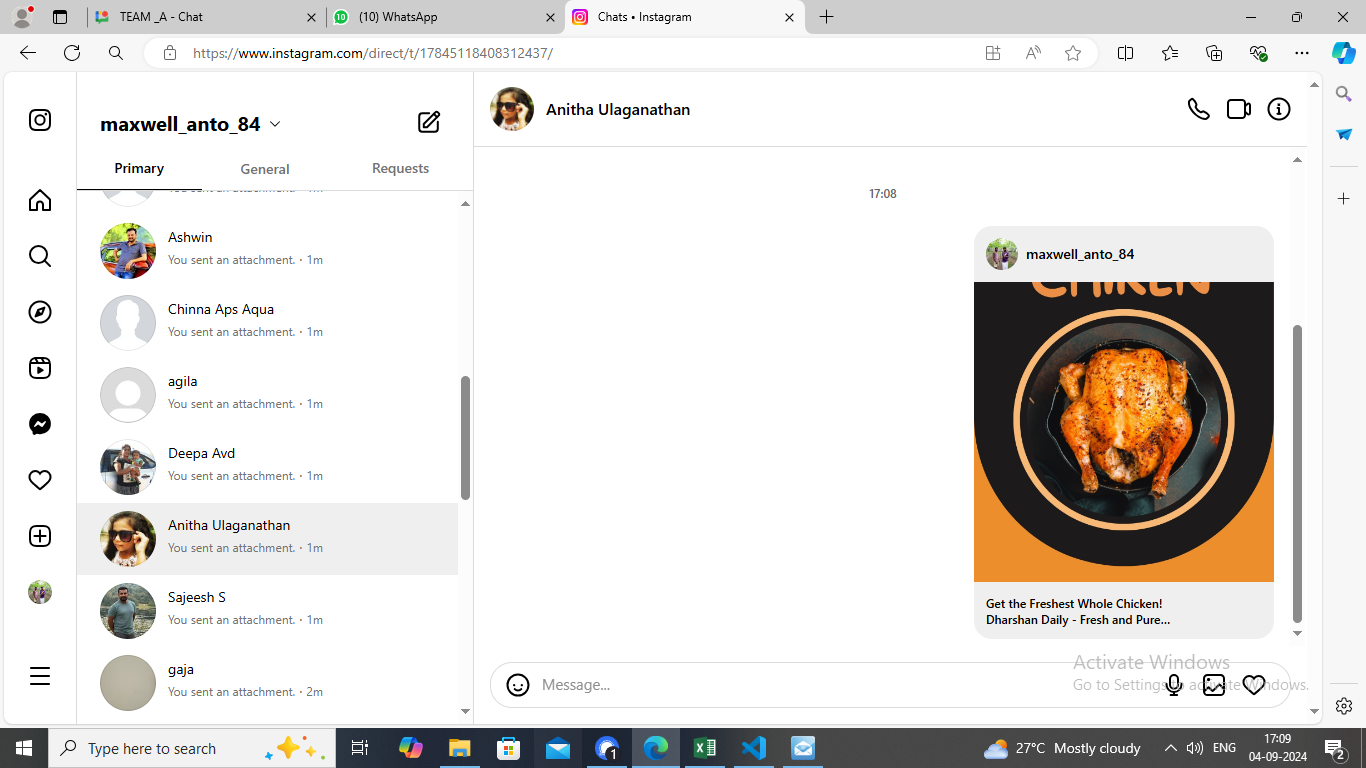 TEAM _A - Chat
(10) WhatsApp
Chats • Instagram
https://www.instagram.com/direct/t/17845118408312437/
maxwell_anto_84
Primary
General
Requests
Ashwin
You sent an attachment. · 1m
Chinna Aps Aqua
You sent an attachment. · 1m
agila
You sent an attachment. · 1m
Deepa Avd
You sent an attachment. · 1m
Anitha Ulaganathan
You sent an attachment. · 1m
Sajeesh S
You sent an attachment. · 1m
gaja
You sent an attachment. · 2m
Anitha Ulaganathan
17:08
maxwell_anto_84
Get the Freshest Whole Chicken!
Dharshan Daily - Fresh and Pure...
Message...
Activate Windows
Go to Settings to activate Windows.
Type here to search
27°C Mostly cloudy
ENG
17:09
04-09-2024
2